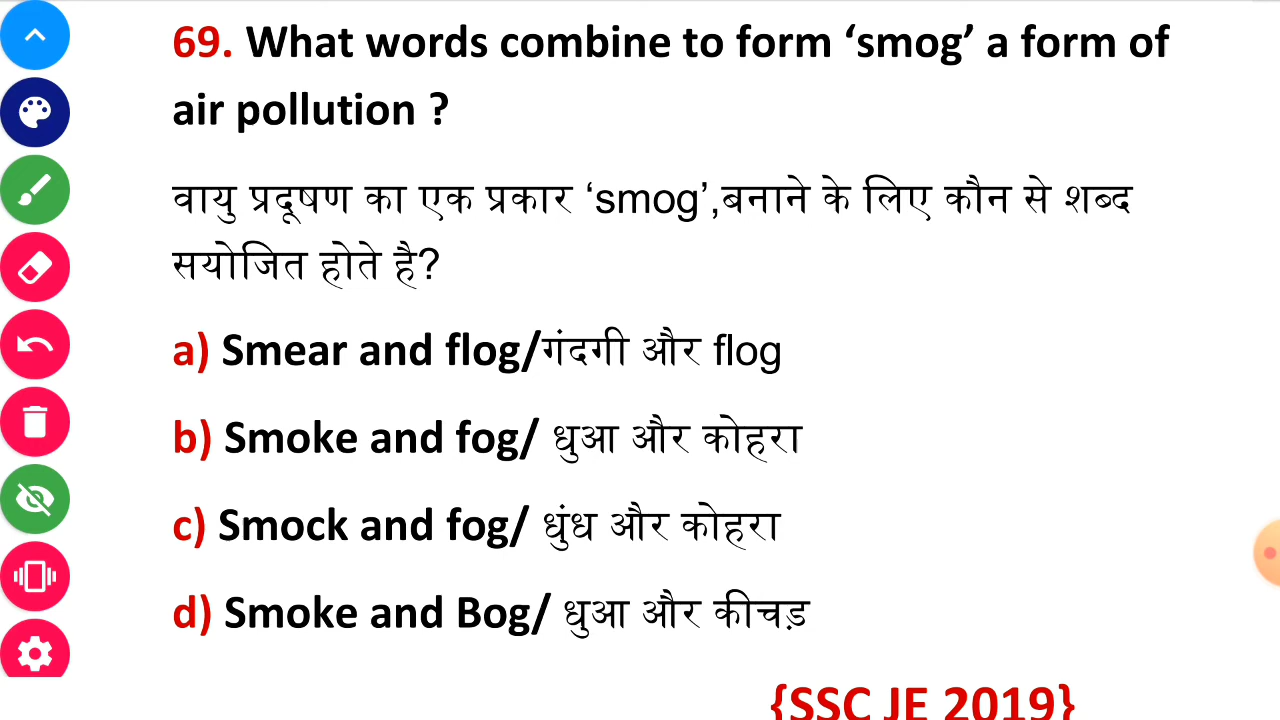 69. What words combine to form ‘smog’ a form of
air pollution ?
वायु प्रदूषण का एक प्रकार ‘smog’,बनाने के लिए कौन से शब्द
सयोजित होते है?
a) Smear and flog/गंदगी और flog
b) Smoke and fog/ धुआ और कोहरा
c) Smock and fog/ धुंध और कोहरा
d) Smoke and Bog/ धुआ और कीचड़
{SSC JE 2019}